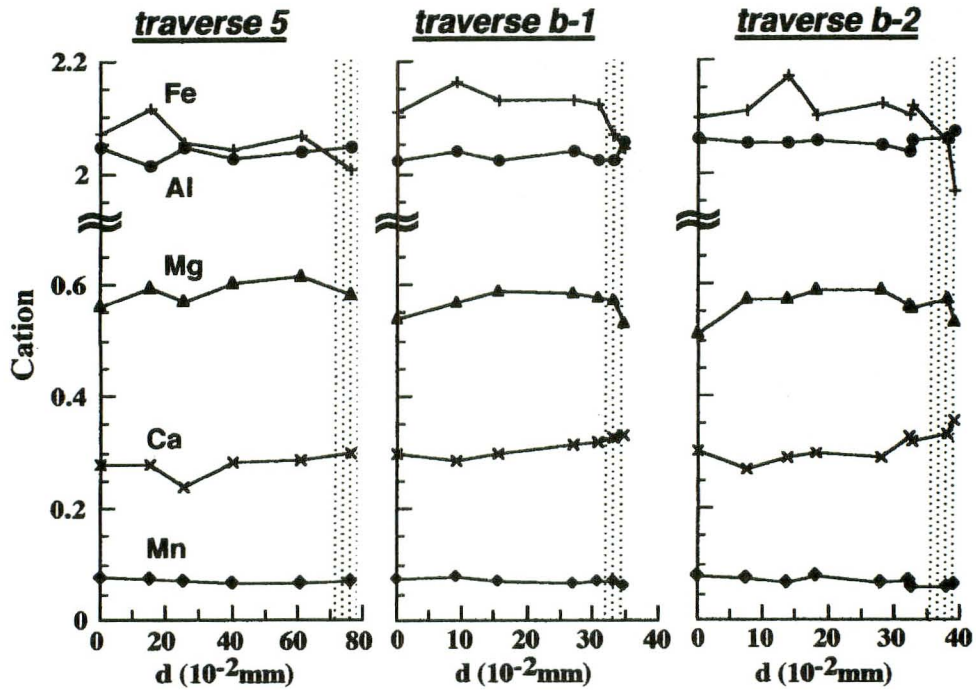 traverse 5 traverse b-1 traverse b-2
2.2
Fe
2
Al
Mg
0.6
Cation
0.4
Ca
0.2
Mn
0
0 20 40 60 80 0 10 20 30 40 0 10 20 30 40
d (10-2mm) d (10-2mm) d (10-2mm)